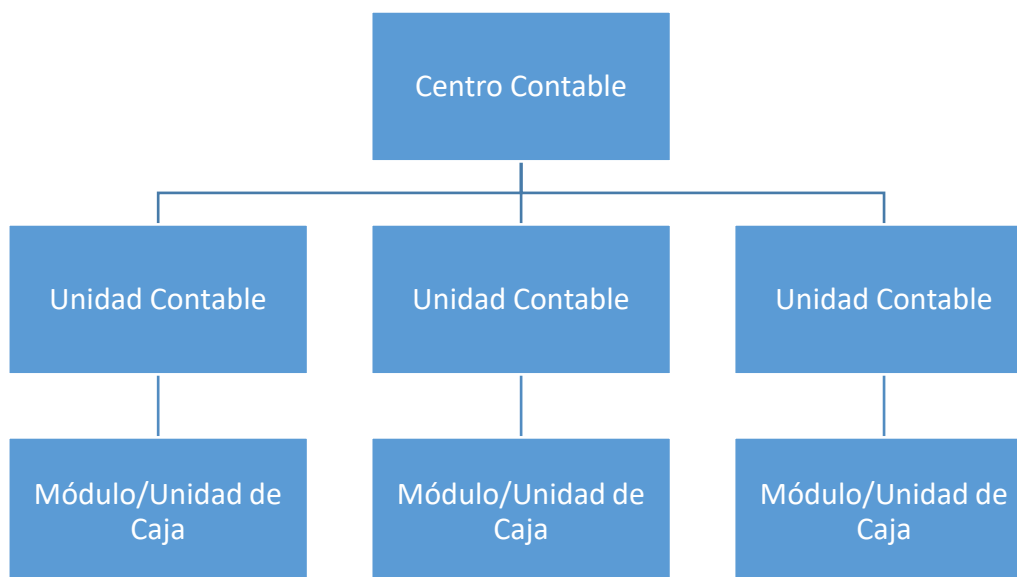 Centro Contable
Unidad Contable
Unidad Contable
Unidad Contable
Módulo/Unidad de
Caja
Módulo/Unidad de
Caja
Módulo/Unidad de
Caja